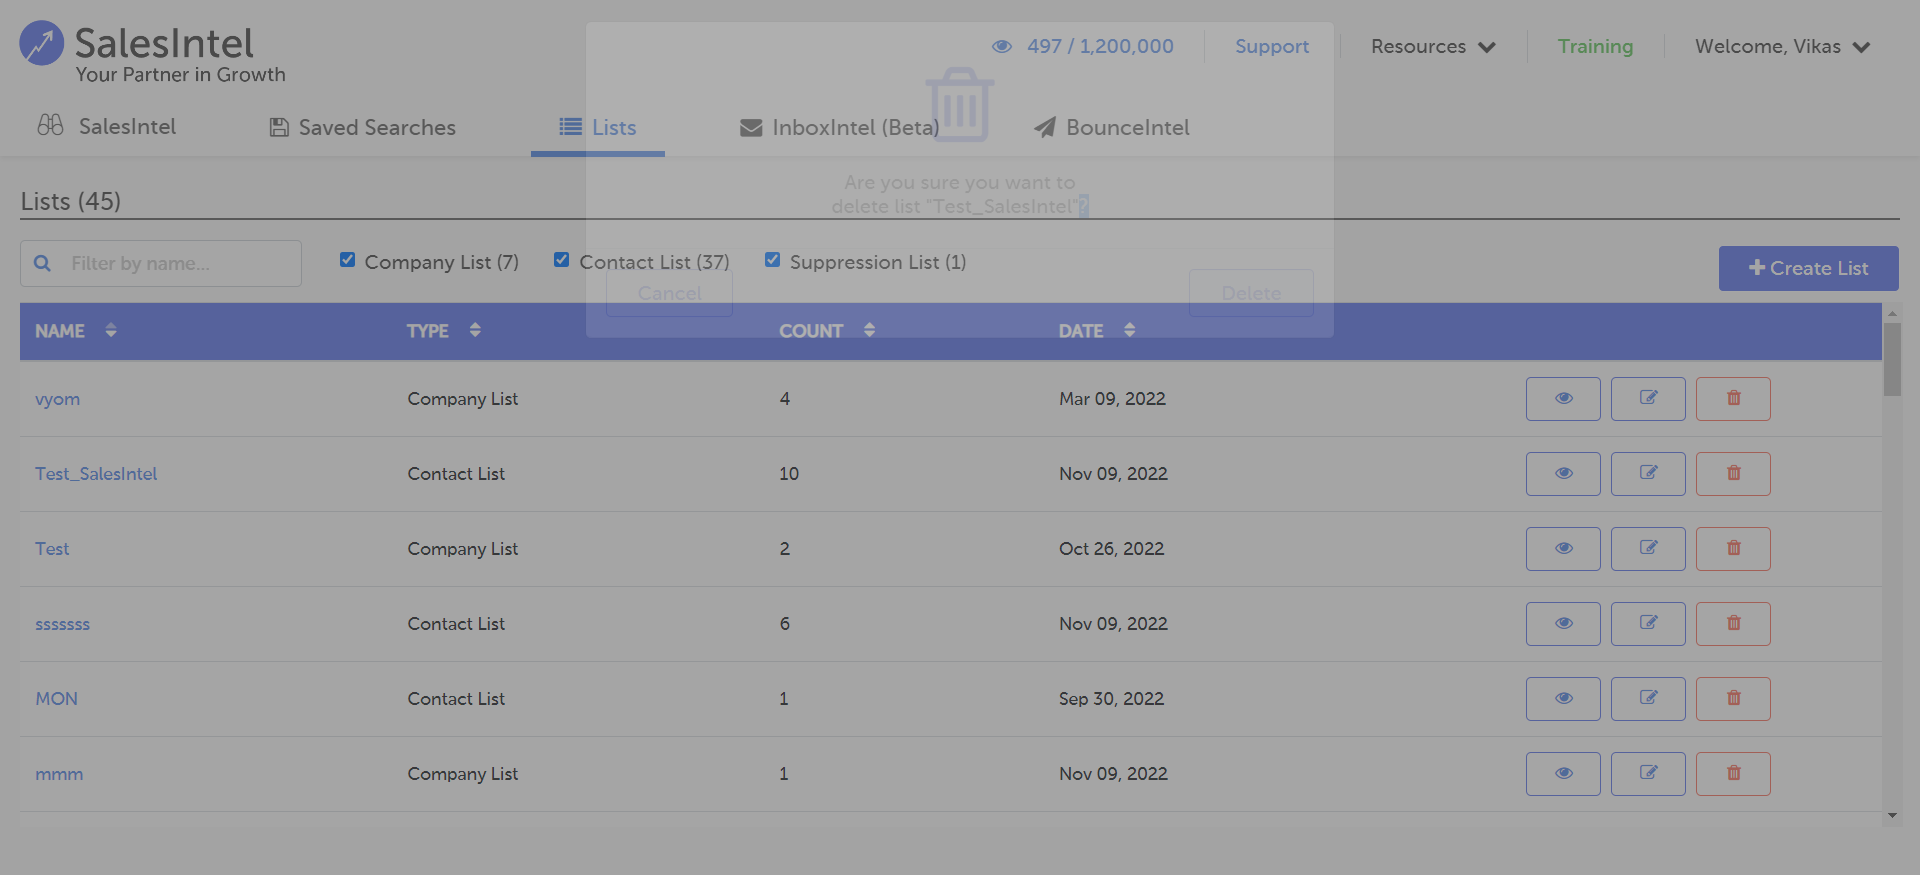 SalesIntel
Your Partner in Growth
497 / 1,200,000
Support
Resources
Training
Welcome, Vikas
SalesIntel
Saved Searches
Lists
InboxIntel (Beta)
BounceIntel
Are you sure you want to
delete list "Test_SalesIntel"?
Cancel
Delete
Lists (45)
Filter by name...
Company List (7)
Contact List (37)
Suppression List (1)
Create List
NAME TYPE COUNT DATE
vyom Company List 4 Mar 09, 2022
Test_SalesIntel Contact List 10 Nov 09, 2022
Test Company List 2 Oct 26, 2022
sssssss Contact List 6 Nov 09, 2022
MON Contact List 1 Sep 30, 2022
mmm Company List 1 Nov 09, 2022